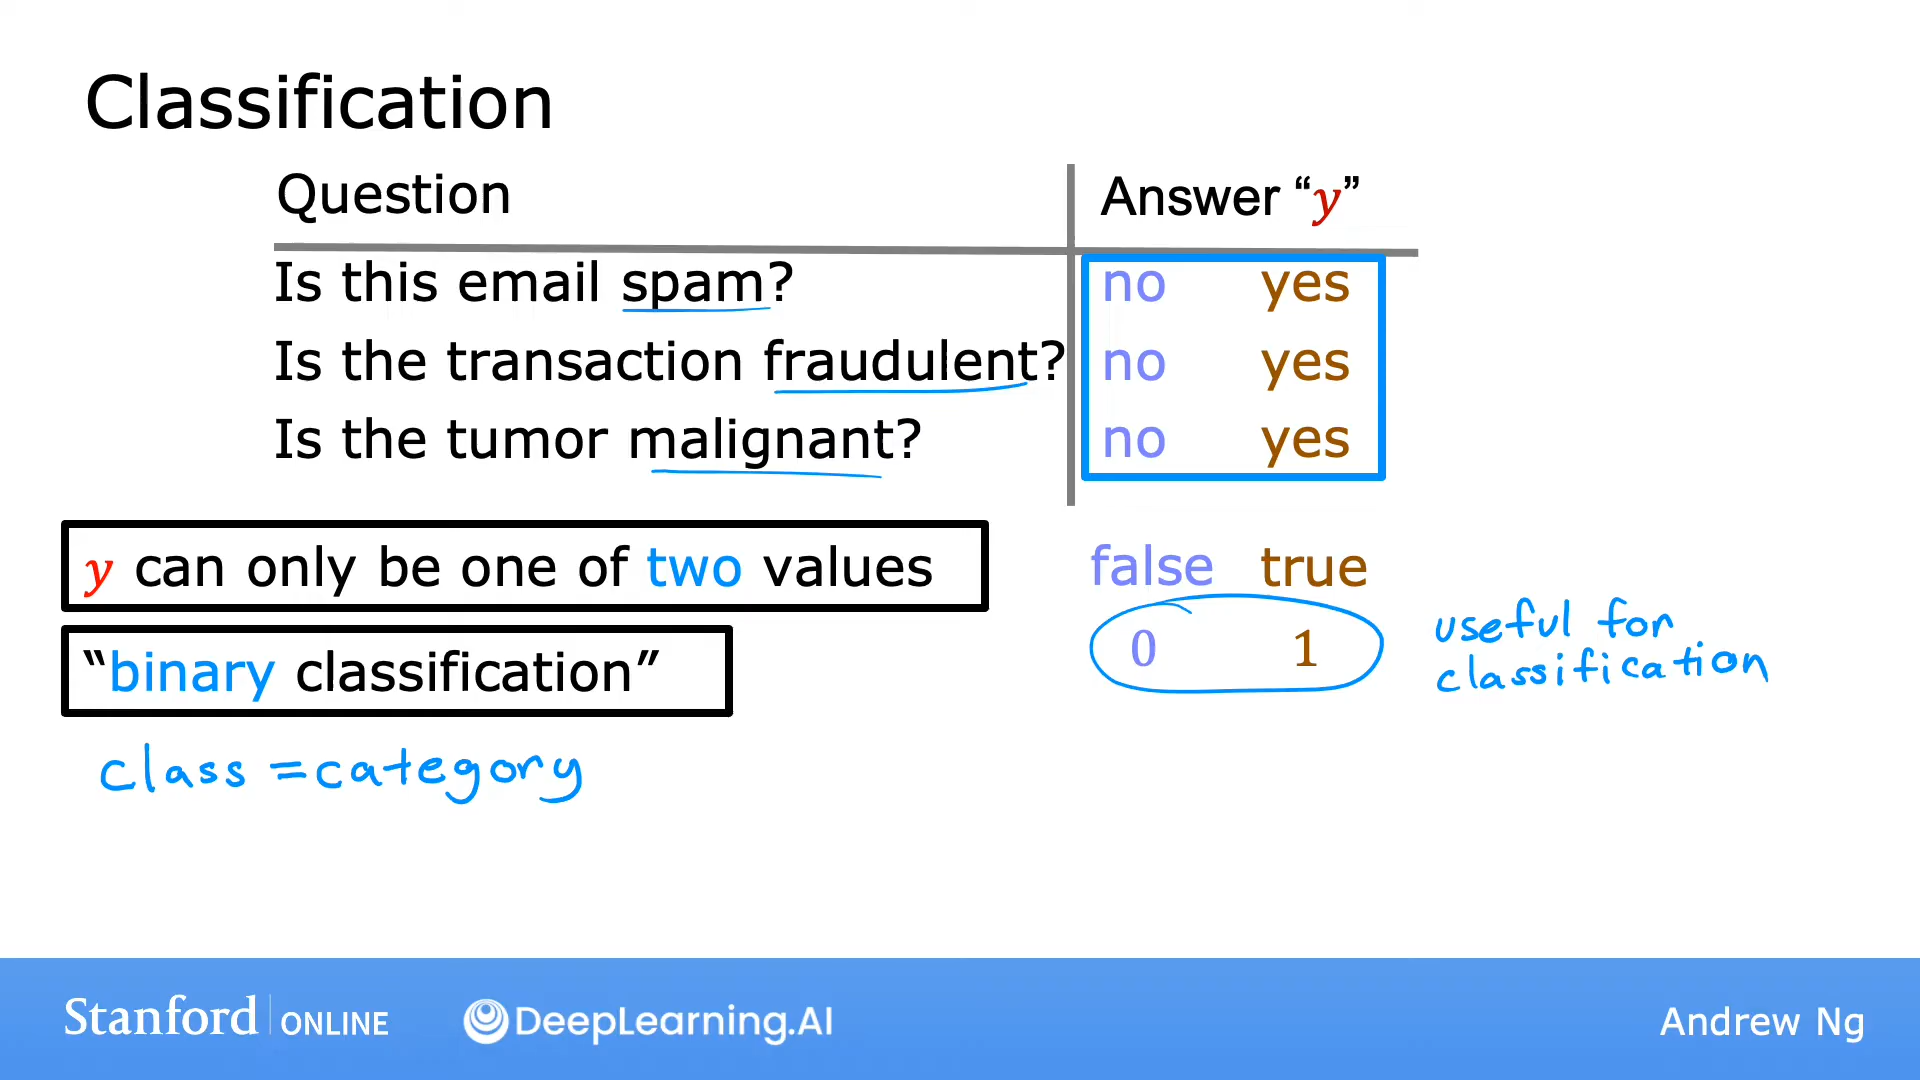 Classification
Question Answer “y”
Is this email spam? no yes
Is the transaction fraudulent? no yes
Is the tumor malignant? no yes
y can only be one of two values
false true
0 1
useful for
classification
“binary classification”
class = category
Stanford | ONLINE DeepLearning.AI Andrew Ng